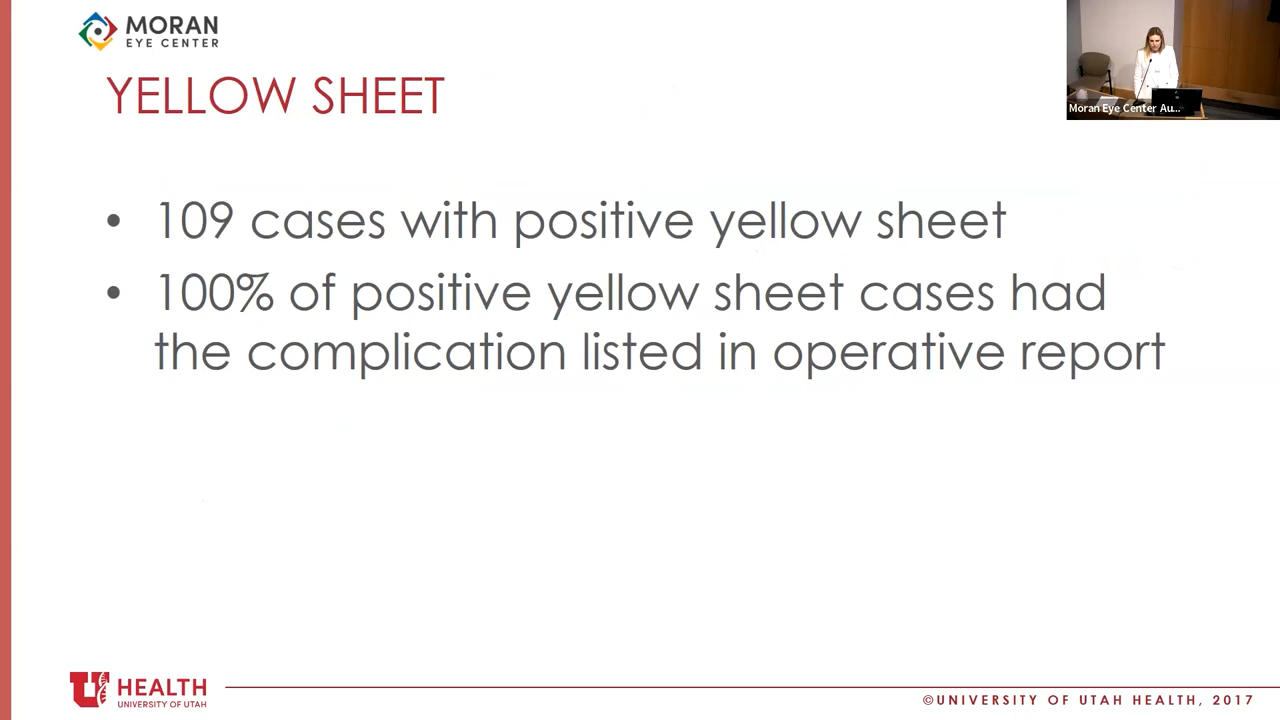 MORAN
EYE CENTER
Moran Eye Center Au...
YELLOW SHEET
• 109 cases with positive yellow sheet
• 100% of positive yellow sheet cases had
the complication listed in operative report
U HEALTH
UNIVERSITY OF UTAH
©UNIVERSITY OF UTAH HEALTH, 2017